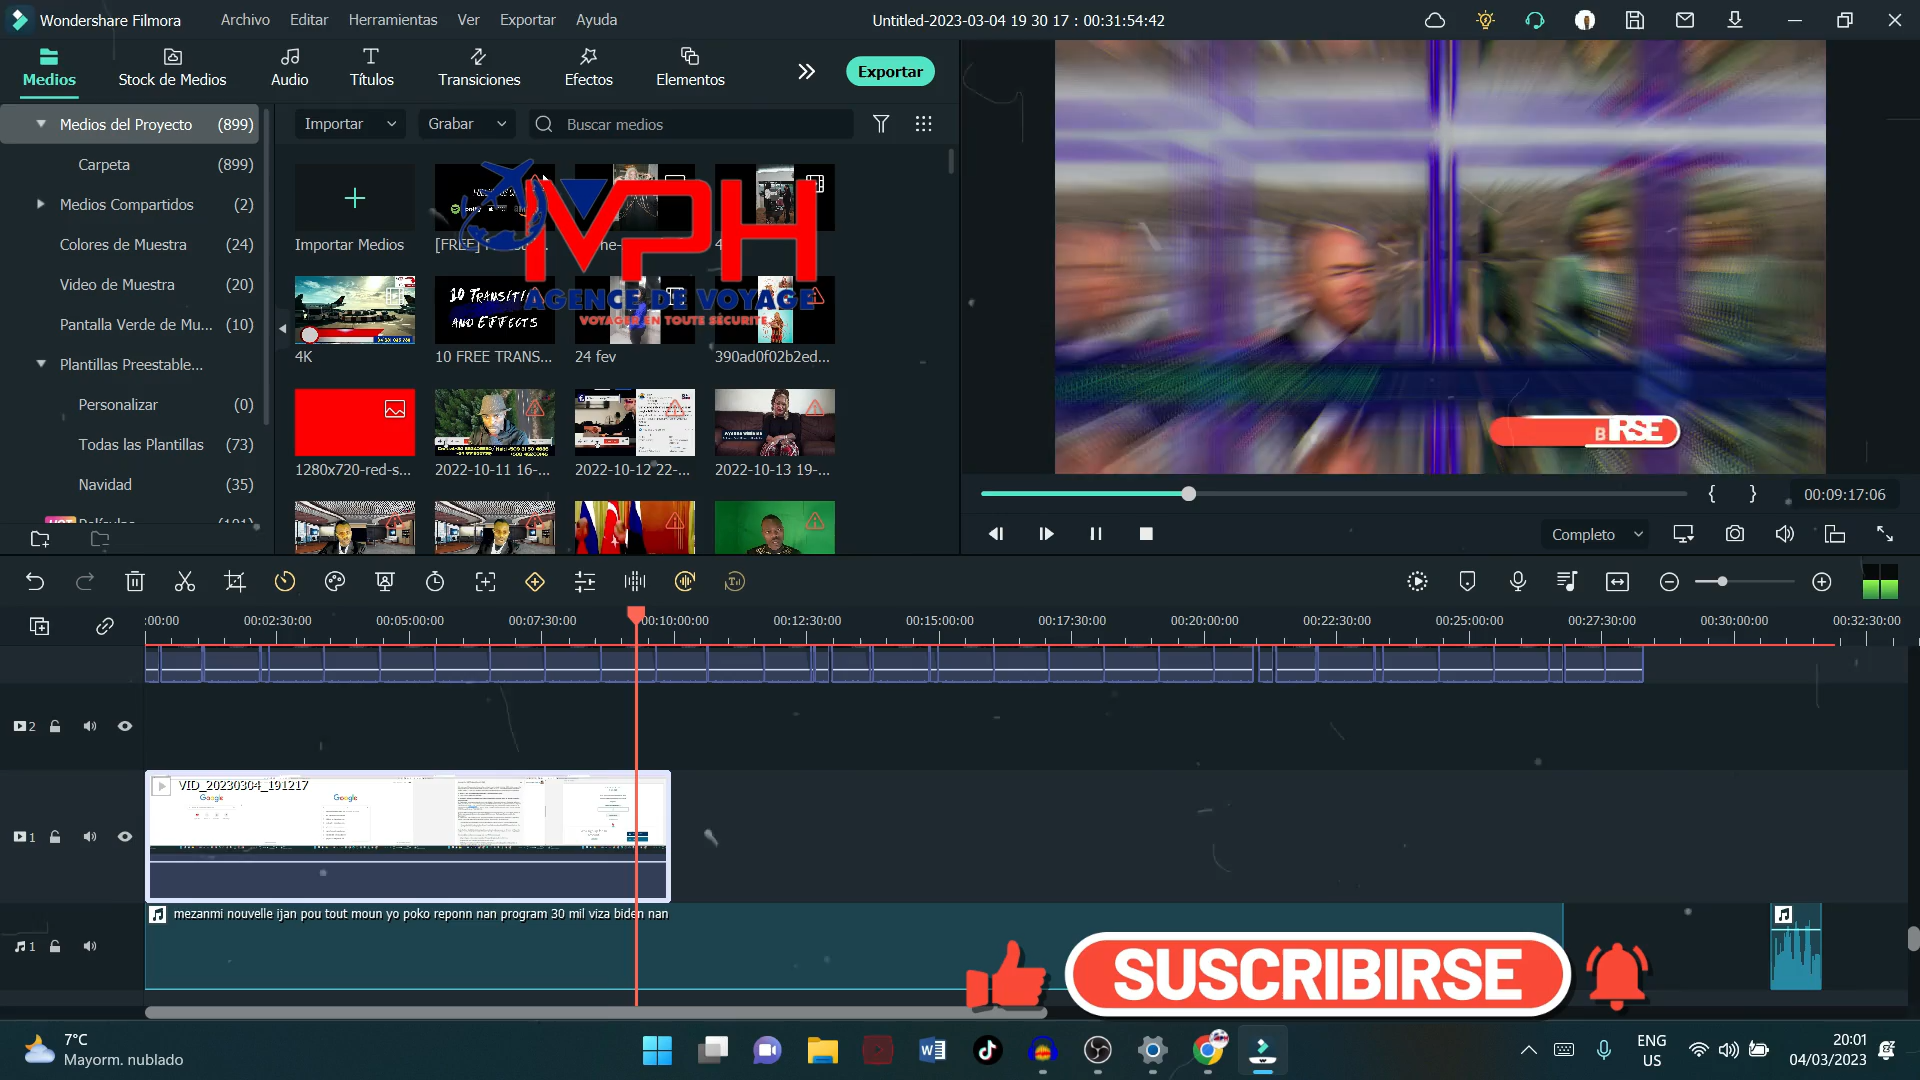 Wondershare Filmora
Archivo
Editar
Herramientas
Ver
Exportar
Ayuda
Untitled-2023-03-04 19 30 17 : 00:31:54:42
Medios
Stock de Medios
Audio
Títulos
Transiciones
Efectos
Elementos
Exportar
Medios del Proyecto (899)
Carpeta (899)
Medios Compartidos (2)
Colores de Muestra (24)
Video de Muestra (20)
Pantalla Verde de Mu... (10)
Plantillas Preestable...
Personalizar (0)
Todas las Plantillas (73)
Navidad (35)
Importar
Grabar
Buscar medios
Importar Medios
[FREE]
MPH
AGENCE DE VOYAGE
VOYAGER EN TOUTE SÉCURITE
4K
10 TRANSITI
AND EFFECTS
10 FREE TRANS...
24 fev
390ad0f02b2ed...
1280x720-red-s...
2022-10-11 16-...
2022-10-12 22-...
2022-10-13 19-...
B IRSE
00:09:17:06
Completo
:00:00
00:02:30:00
00:05:00:00
00:07:30:00
00:10:00:00
00:12:30:00
00:15:00:00
00:17:30:00
00:20:00:00
00:22:30:00
00:25:00:00
00:27:30:00
00:30:00:00
00:32:30:00
2
VID_20230304_191217
Google
Google
1
mezanmi nouvelle ijan pou tout moun yo poko reponn nan program 30 mil viza biden nan
1
SUSCRIBIRSE
7°C
Mayorm. nublado
ENG
US
20:01
04/03/2023